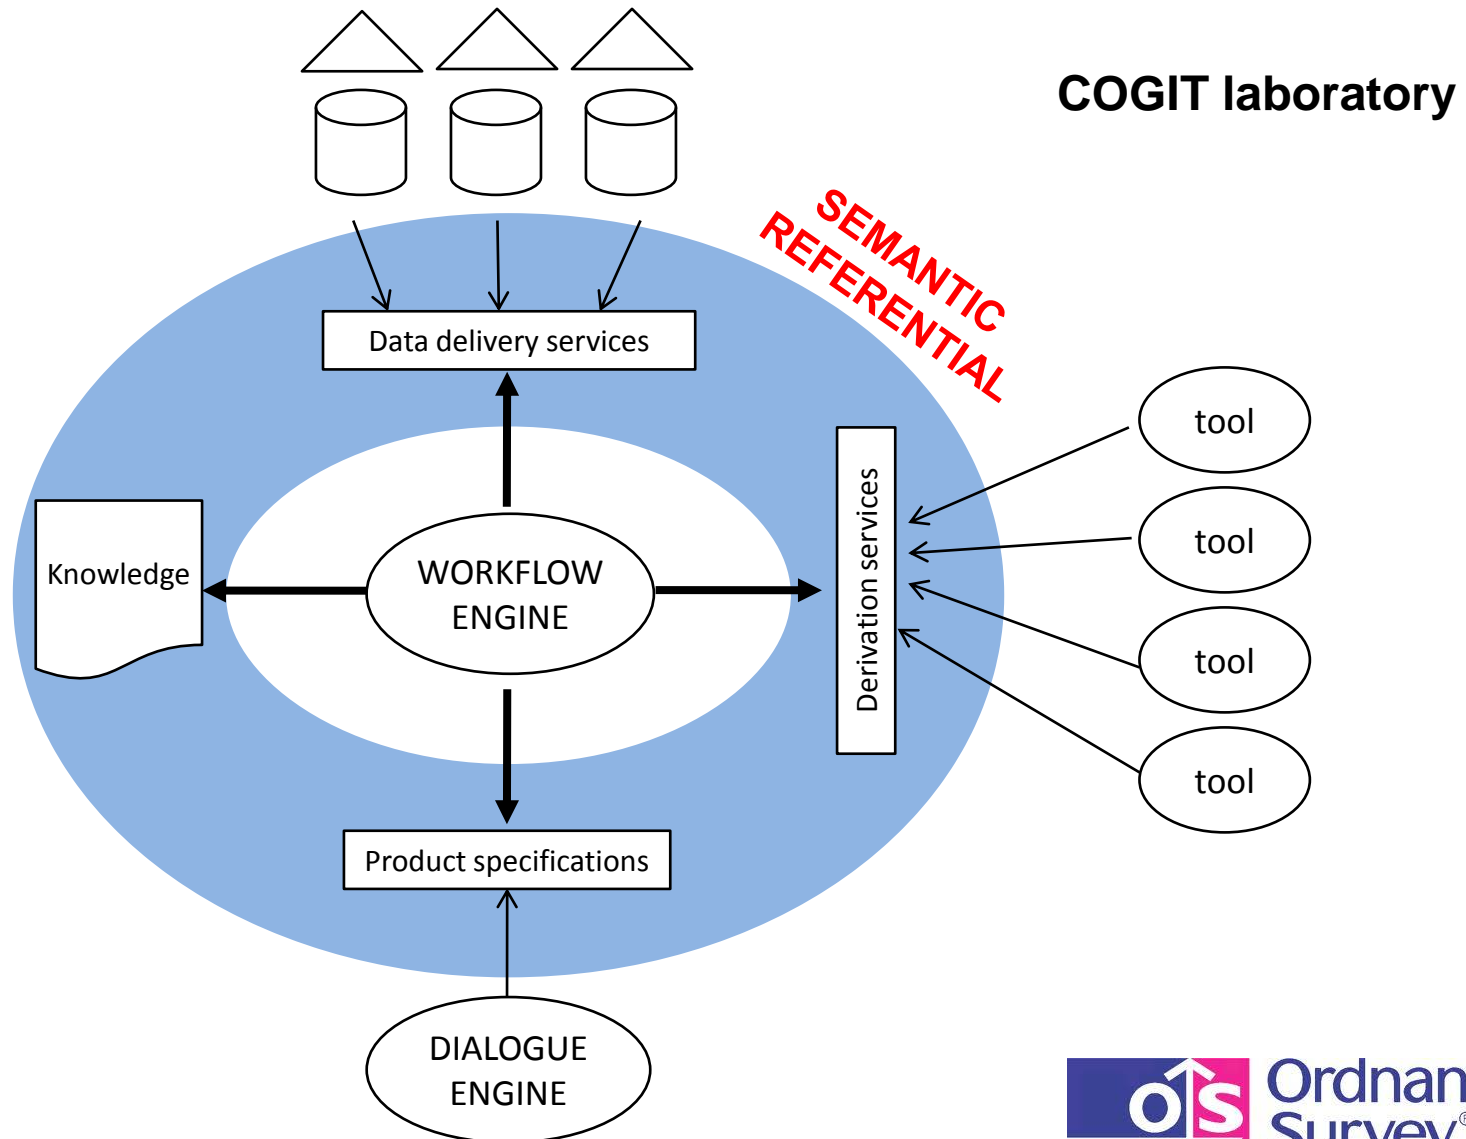 COGIT laboratory
SEMANTIC
REFERENTIAL
Data delivery services
Knowledge
WORKFLOW
ENGINE
Derivation services
tool
tool
tool
tool
Product specifications
DIALOGUE
ENGINE
OS
Ordnan
Survey®